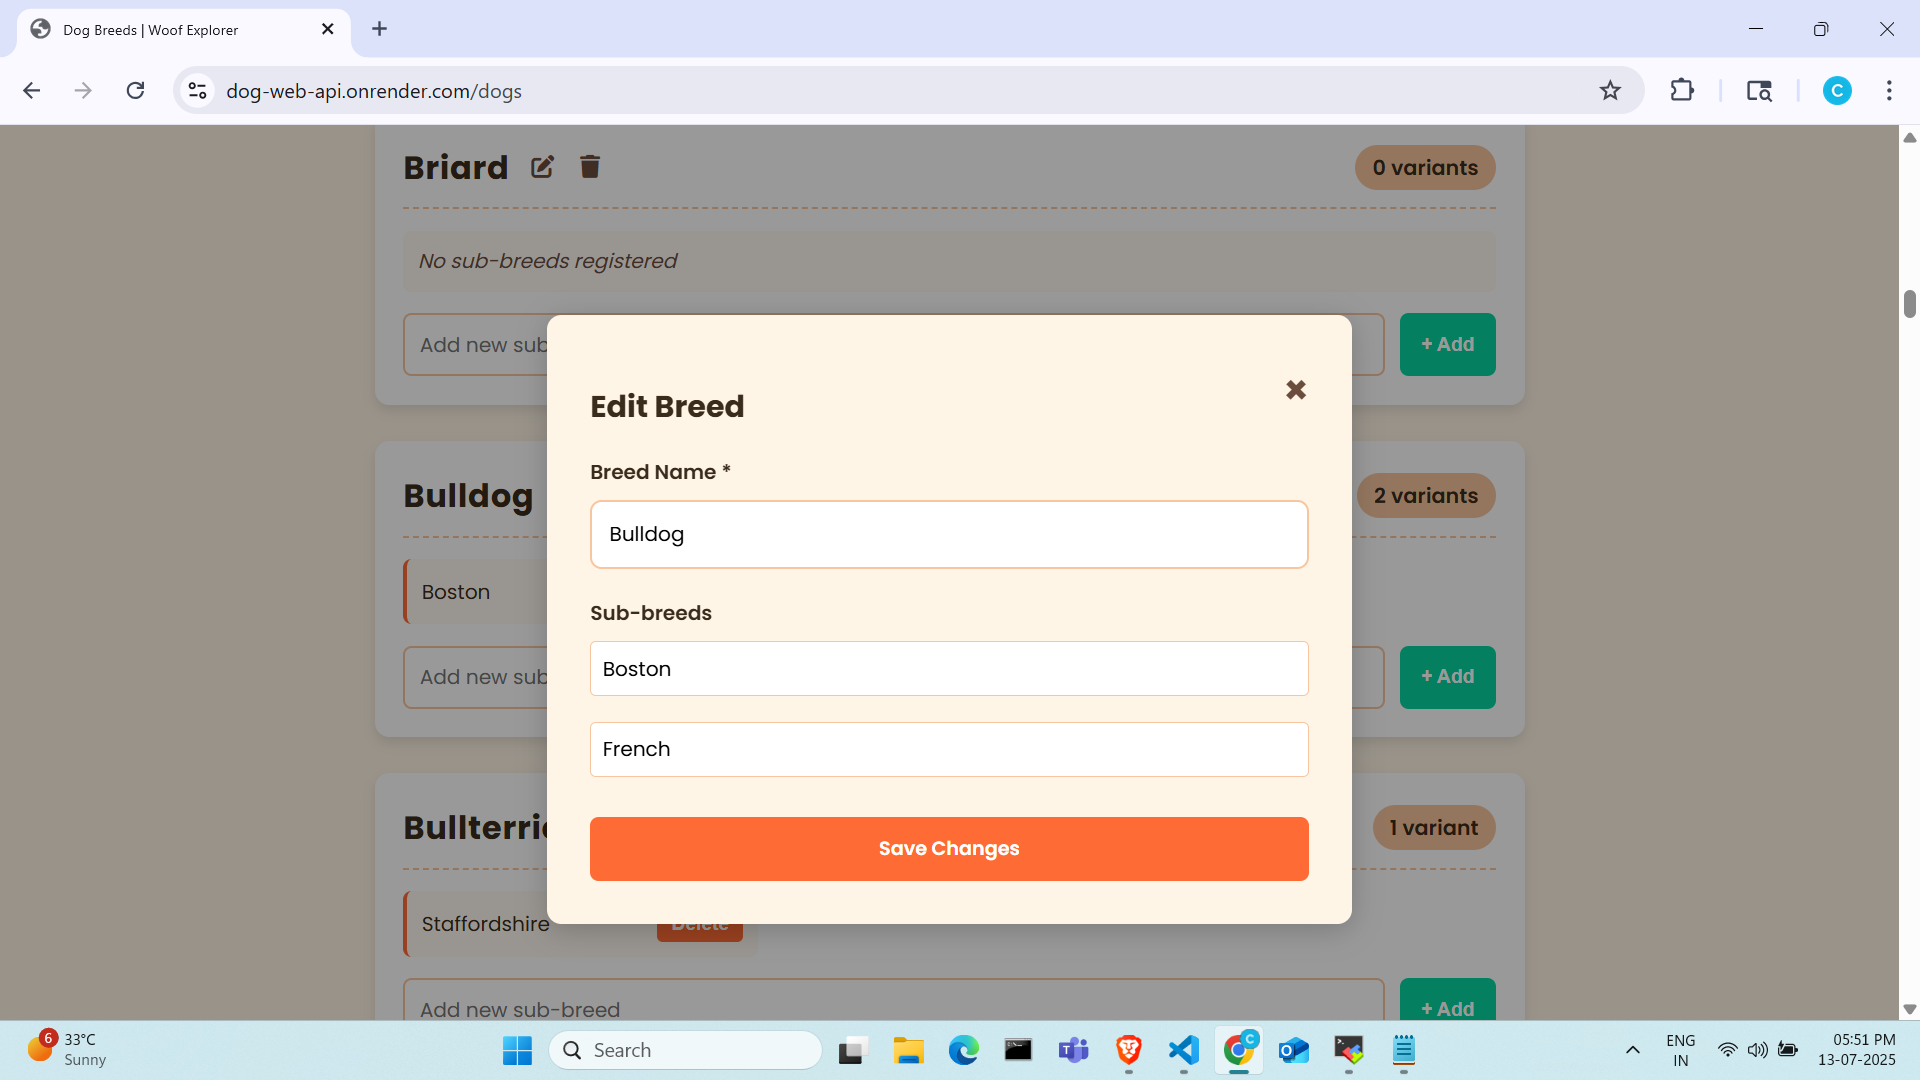 Dog Breeds | Woof Explorer
dog-web-api.onrender.com/dogs
C
Briard
0 variants
No sub-breeds registered
Add new sub
+ Add
Edit Breed
Breed Name *
Bulldog
Sub-breeds
Boston
French
Save Changes
Bulldog
2 variants
Boston
Add new sub
+ Add
Bullterri
1 variant
Staffordshire
Delete
Add new sub-breed
+ Add
6
33°C
Sunny
Search
C
ENG
IN
05:51 PM
13-07-2025